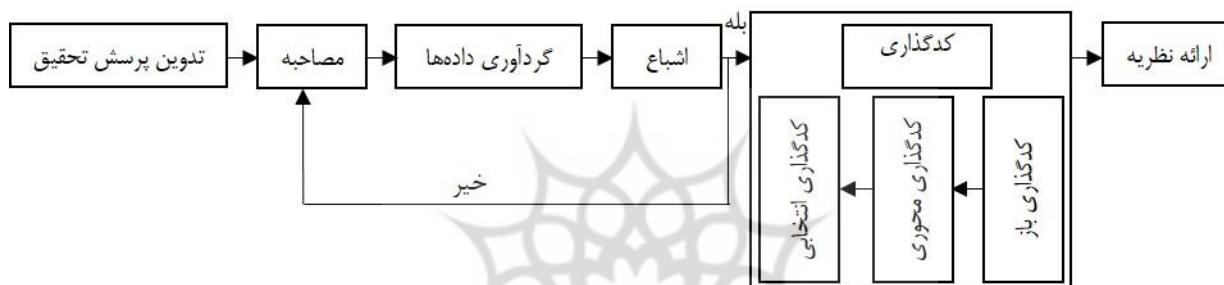 تدوین پرسش تحقیق
مصاحبه
گردآوری داده‌ها
اشباع
بله
خیر
کدگذاری
کدگذاری باز
کدگذاری محوری
کدگذاری انتخابی
ارائه نظریه